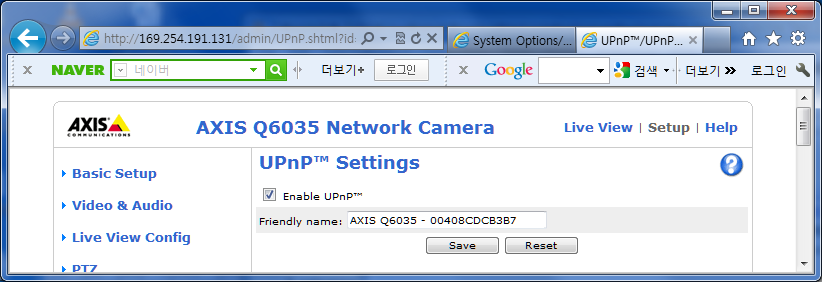 http://169.254.191.131/admin/UPnP.shtml?id= System Options/... UPnP™/UPnP...
x NAVER 네이버 더보기+ 로그인 x Google 검색 더보기 로그인
AXIS COMMUNICATIONS AXIS Q6035 Network Camera Live View | Setup | Help
UPnP™ Settings
Basic Setup
Enable UPnP™
Video & Audio
Friendly name: AXIS Q6035 - 00408CDCB3B7
Live View Config
Save Reset
PTZ